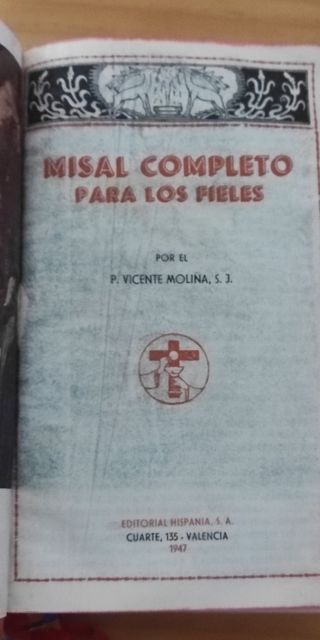 MISAL COMPLETO
PARA LOS FIELES
POR EL
P. VICENTE MOLINA, S. J.
EDITORIAL HISPANIA, S. A.
CUARTE, 135 - VALENCIA
1947